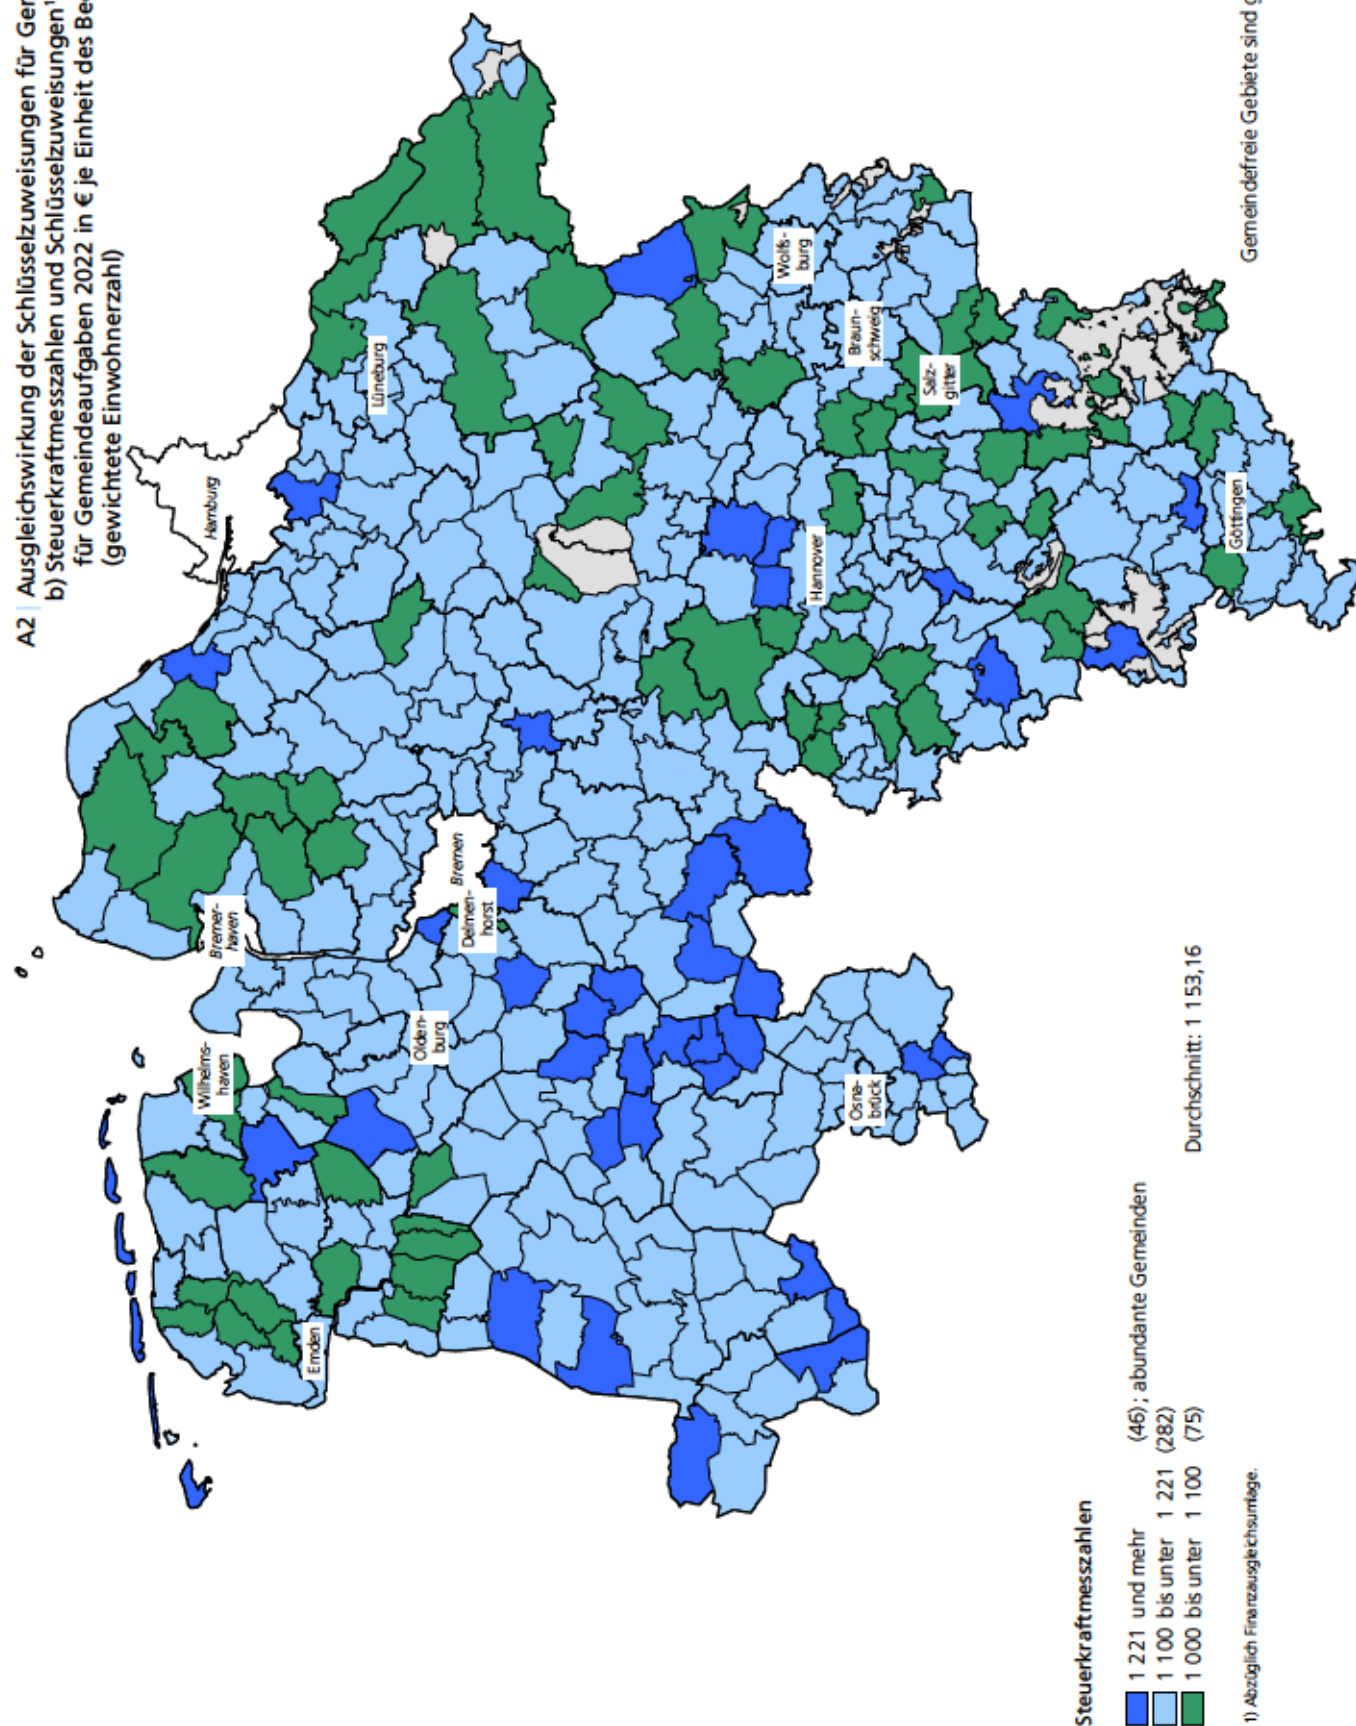 A2 | Ausgleichswirkung der Schlüsselzuweisungen für Ger
b) Steuerkraftmesszahlen und Schlüsselzuweisungen¹
für Gemeindeaufgaben 2022 in € je Einheit des Be
(gewichtete Einwohnerzahl)
Hamburg
Lüneburg
Bremer-
haven
Bremen
Delmen-
horst
Wilhelms-
haven
Olden-
burg
Emden
Wolfs-
burg
Braun-
schweig
Salz-
gitter
Hannover
Göttingen
Osna-
brück
Steuerkraftmesszahlen
1 221 und mehr (46); abundante Gemeinden
1 100 bis unter 1 221 (282)
1 000 bis unter 1 100 (75)
Durchschnitt: 1 153,16
Gemeindefreie Gebiete sind g
1) Abzüglich Finanzausgleichsumlage.